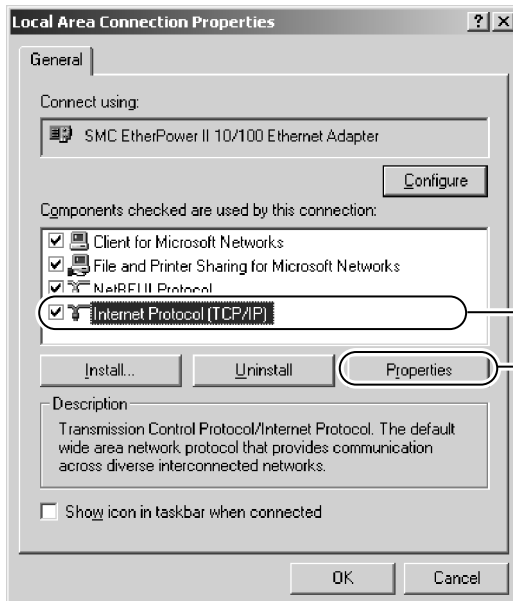 Local Area Connection Properties
General
Connect using:
SMC EtherPower II 10/100 Ethernet Adapter
Configure
Components checked are used by this connection:
Client for Microsoft Networks
File and Printer Sharing for Microsoft Networks
NetBEUI Protocol
Internet Protocol (TCP/IP)
Install... Uninstall Properties
Description
Transmission Control Protocol/Internet Protocol. The default
wide area network protocol that provides communication
across diverse interconnected networks.
Show icon in taskbar when connected
OK Cancel